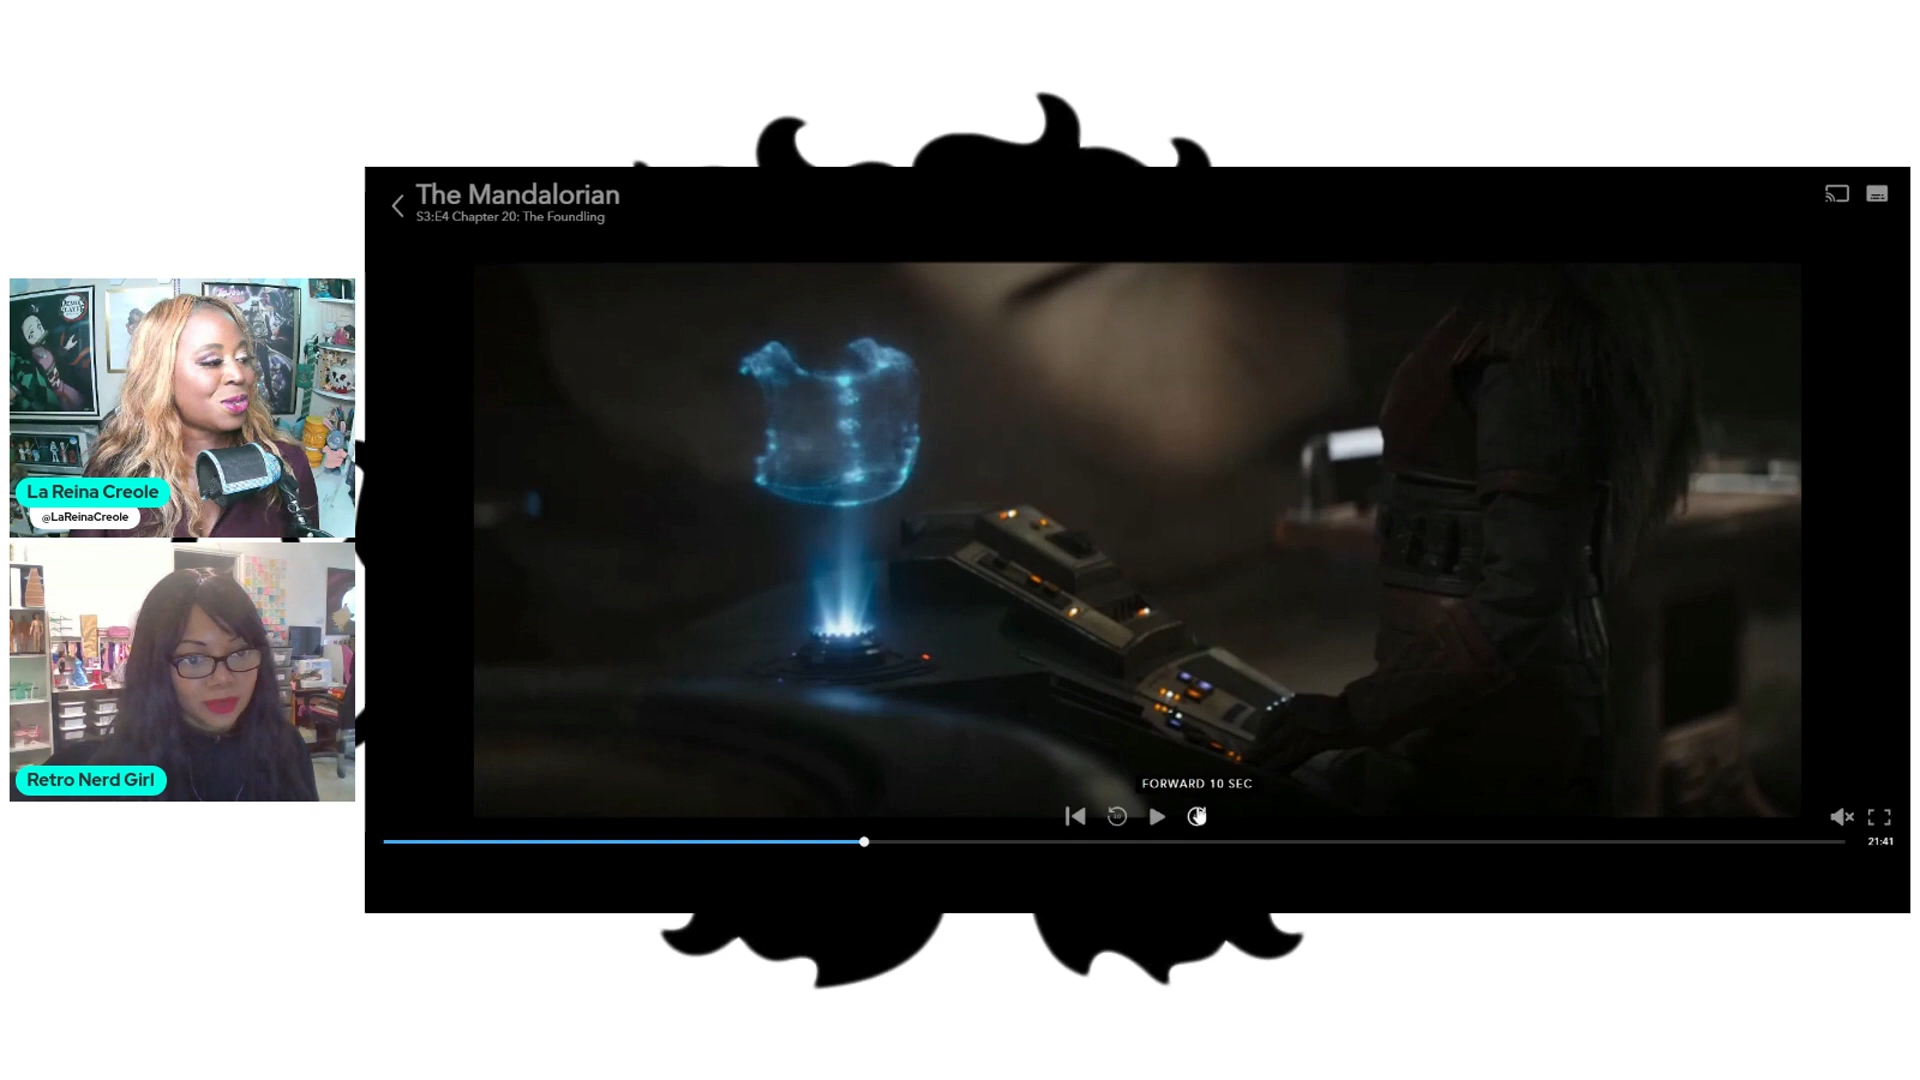 The Mandalorian
S3:E4 Chapter 20: The Foundling
La Reina Creole
@LaReinaCreole
Retro Nerd Girl
FORWARD 10 SEC
10
21:41